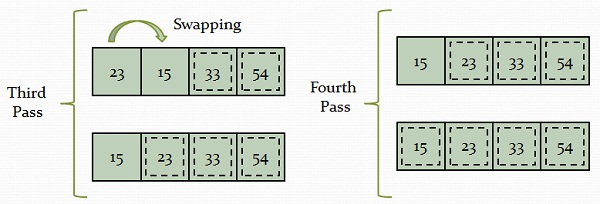 Swapping
Third
Pass
23 15 33 54
15 23 33 54
Fourth
Pass
15 23 33 54
15 23 33 54